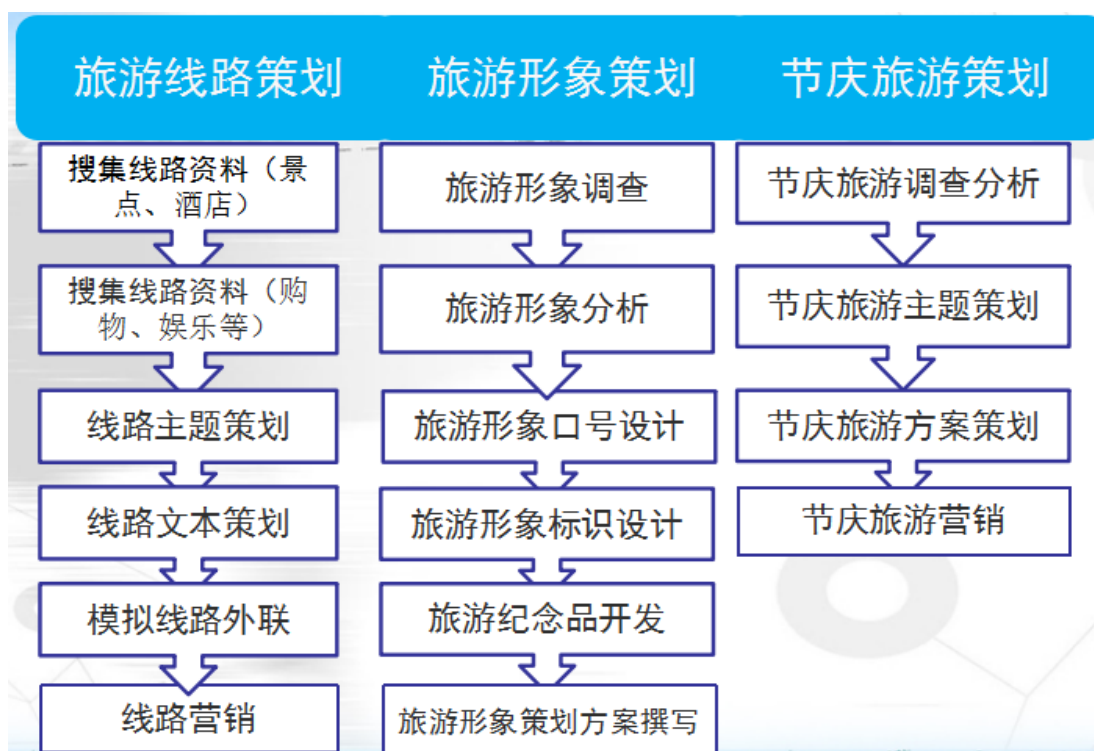 旅游线路策划
搜集线路资料（景
点、酒店）
搜集线路资料（购
物、娱乐等）
线路主题策划
线路文本策划
模拟线路外联
线路营销
旅游形象策划
旅游形象调查
旅游形象分析
旅游形象口号设计
旅游形象标识设计
旅游纪念品开发
旅游形象策划方案撰写
节庆旅游策划
节庆旅游调查分析
节庆旅游主题策划
节庆旅游方案策划
节庆旅游营销